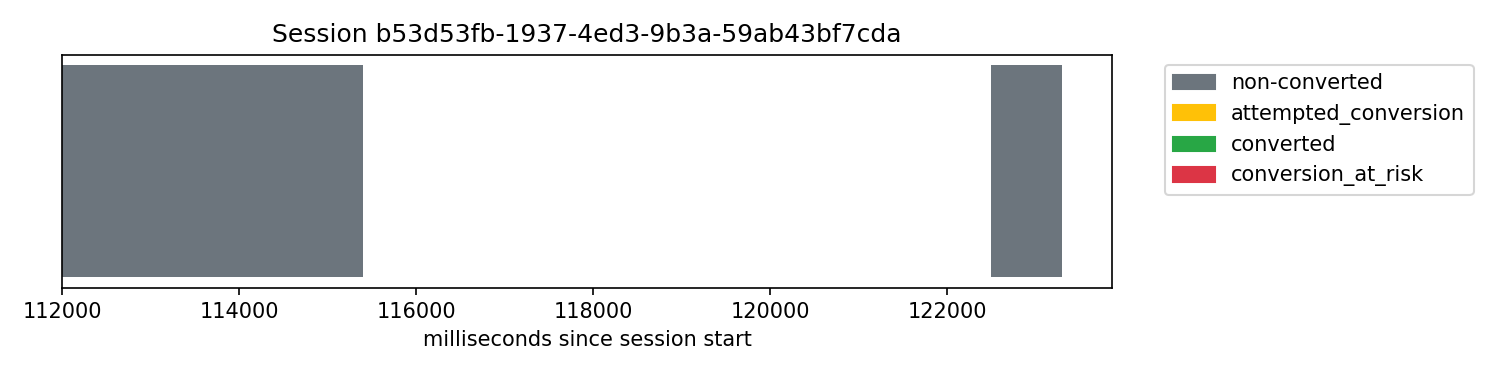 Session b53d53fb-1937-4ed3-9b3a-59ab43bf7cda
non-converted
attempted_conversion
converted
conversion_at_risk
112000 114000 116000 118000 120000 122000
milliseconds since session start